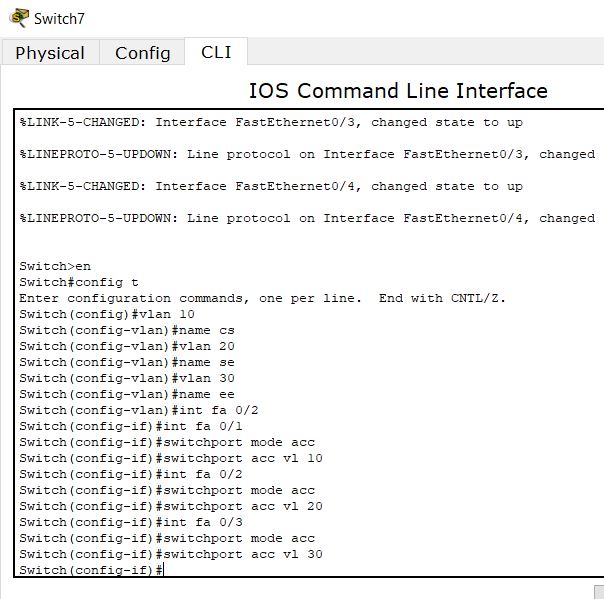 Switch7
Physical Config CLI
IOS Command Line Interface
%LINK-5-CHANGED: Interface FastEthernet0/3, changed state to up
%LINEPROTO-5-UPDOWN: Line protocol on Interface FastEthernet0/3, changed
%LINK-5-CHANGED: Interface FastEthernet0/4, changed state to up
%LINEPROTO-5-UPDOWN: Line protocol on Interface FastEthernet0/4, changed
Switch>en
Switch#config t
Enter configuration commands, one per line.  End with CNTL/Z.
Switch(config)#vlan 10
Switch(config-vlan)#name cs
Switch(config-vlan)#vlan 20
Switch(config-vlan)#name se
Switch(config-vlan)#vlan 30
Switch(config-vlan)#name ee
Switch(config-vlan)#int fa 0/2
Switch(config-if)#int fa 0/1
Switch(config-if)#switchport mode acc
Switch(config-if)#switchport acc vl 10
Switch(config-if)#int fa 0/2
Switch(config-if)#switchport mode acc
Switch(config-if)#switchport acc vl 20
Switch(config-if)#int fa 0/3
Switch(config-if)#switchport mode acc
Switch(config-if)#switchport acc vl 30
Switch(config-if)#